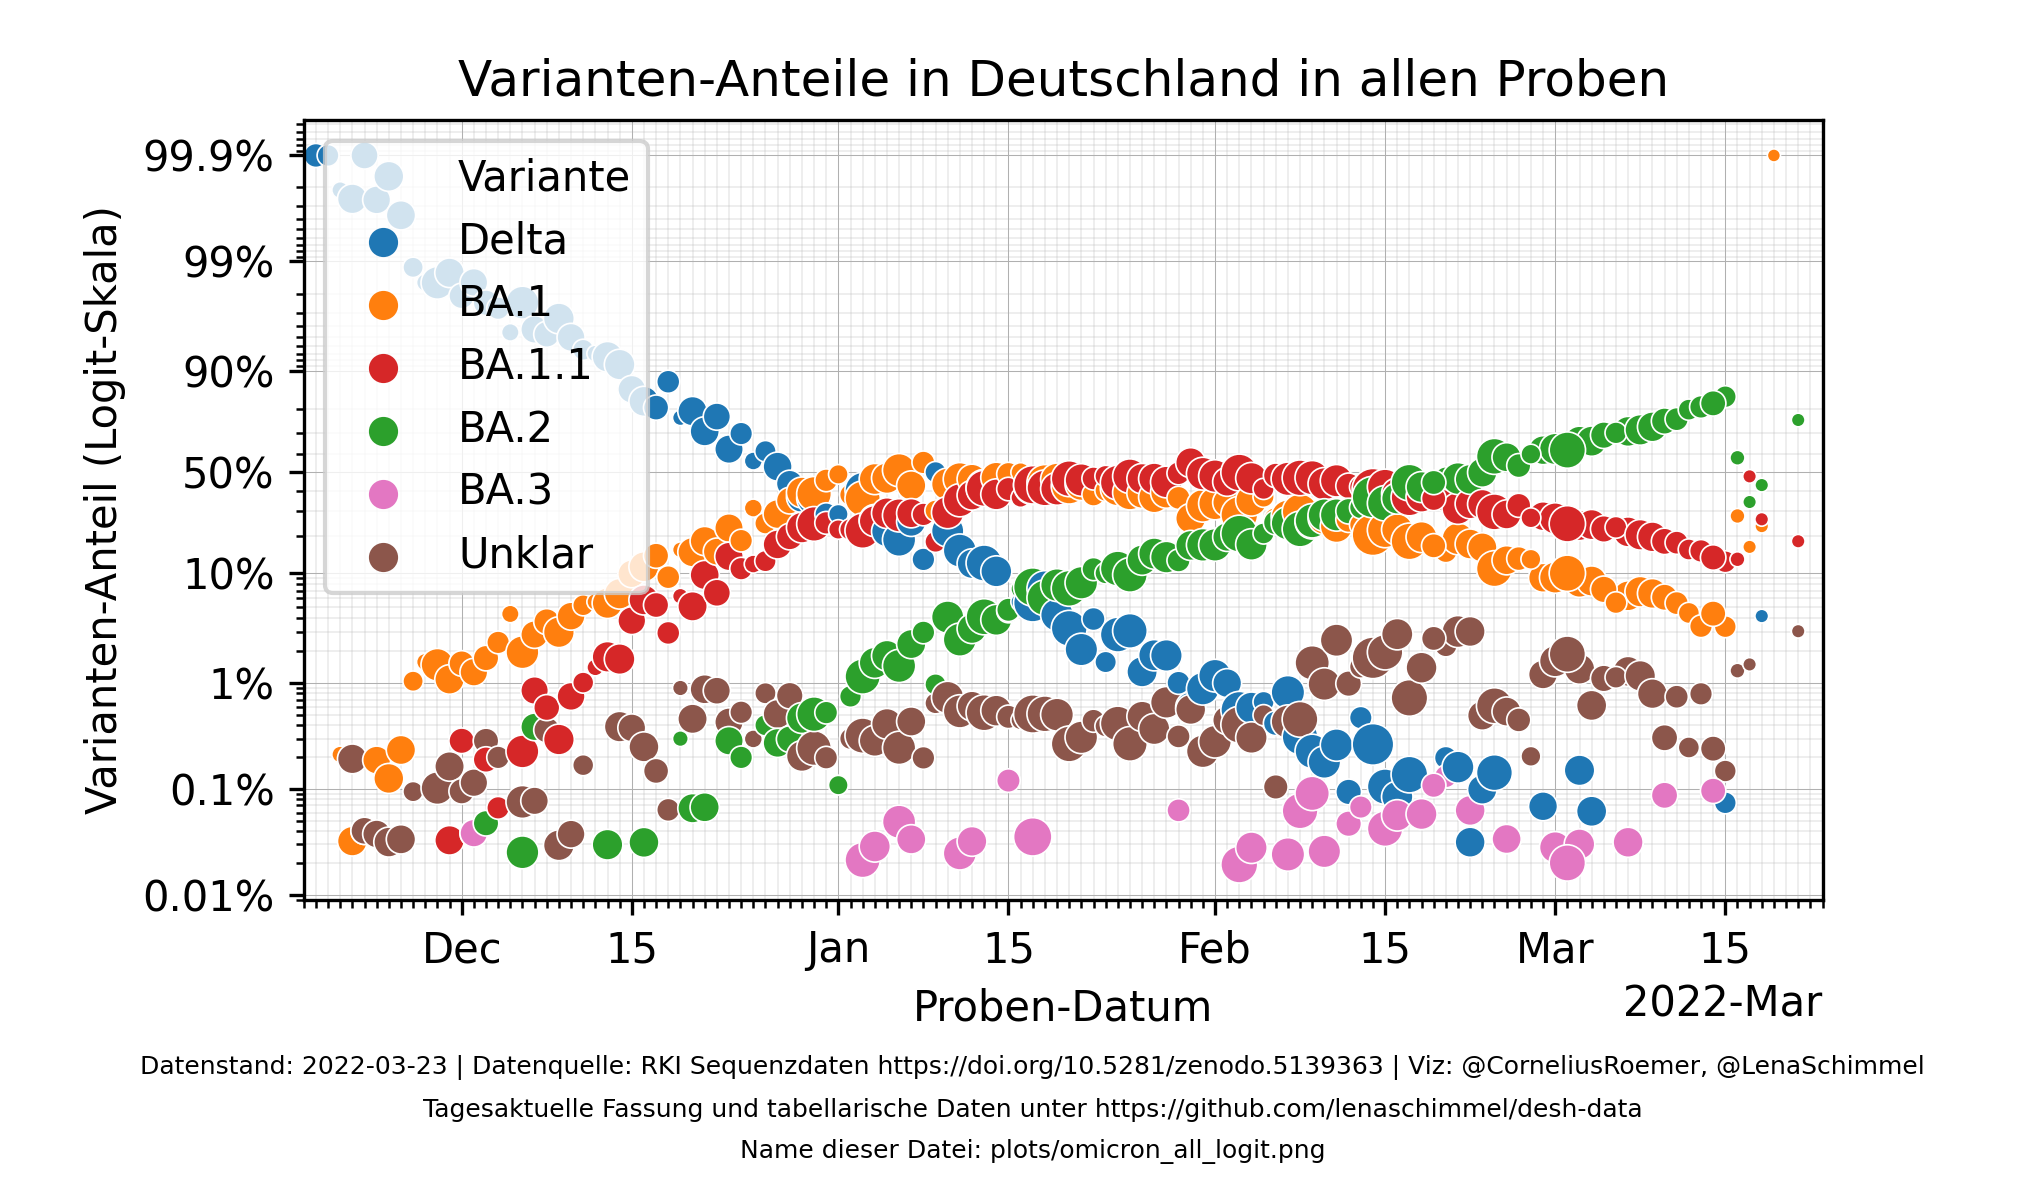 Varianten-Anteile in Deutschland in allen Proben
Varianten-Anteil (Logit-Skala)
99.9%
99%
90%
50%
10%
1%
0.1%
0.01%
Variante
Delta
BA.1
BA.1.1
BA.2
BA.3
Unklar
Dec 15 Jan 15 Feb 15 Mar 15
2022-Mar
Proben-Datum
Datenstand: 2022-03-23 | Datenquelle: RKI Sequenzdaten https://doi.org/10.5281/zenodo.5139363 | Viz: @CorneliusRoemer, @LenaSchimmel
Tagesaktuelle Fassung und tabellarische Daten unter https://github.com/lenaschimmel/desh-data
Name dieser Datei: plots/omicron_all_logit.png